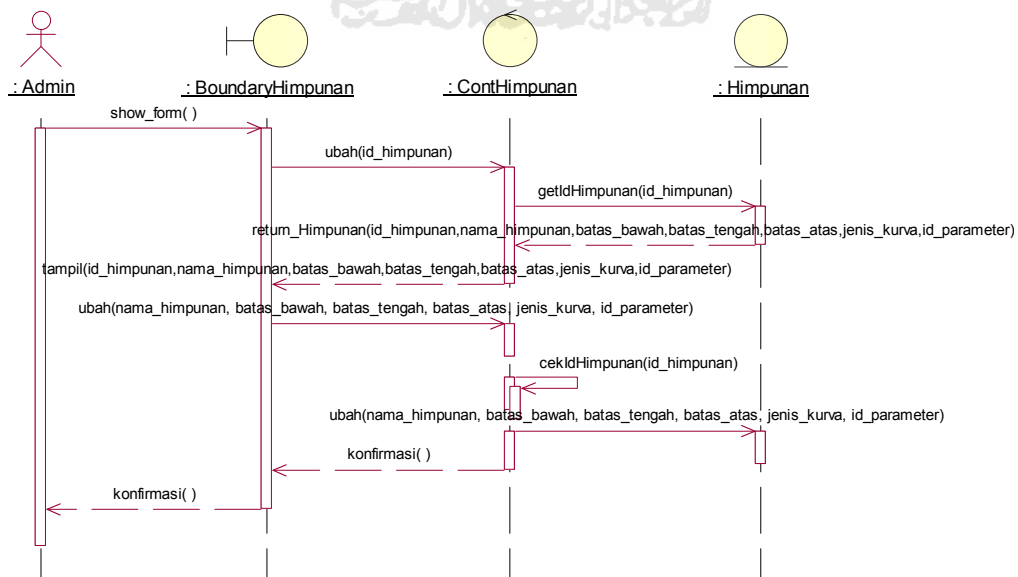 : Admin
: BoundaryHimpunan
: ContHimpunan
: Himpunan
show_form( )
ubah(id_himpunan)
getIdHimpunan(id_himpunan)
return_Himpunan(id_himpunan,nama_himpunan,batas_bawah,batas_tengah,batas_atas,jenis_kurva,id_parameter)
tampil(id_himpunan,nama_himpunan,batas_bawah,batas_tengah,batas_atas,jenis_kurva,id_parameter)
ubah(nama_himpunan, batas_bawah, batas_tengah, batas_atas, jenis_kurva, id_parameter)
cekIdHimpunan(id_himpunan)
ubah(nama_himpunan, batas_bawah, batas_tengah, batas_atas, jenis_kurva, id_parameter)
konfirmasi( )
konfirmasi( )